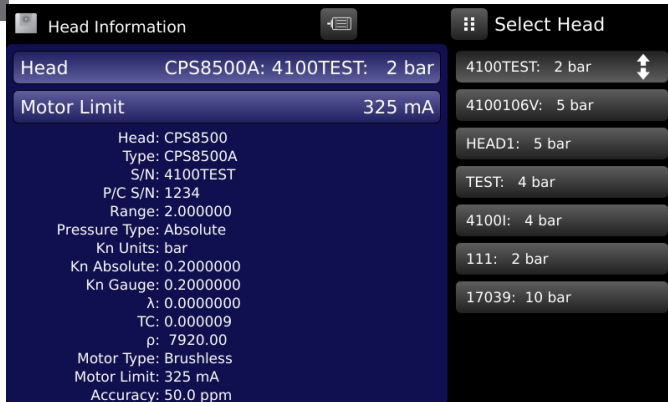 Head Information
Head CPS8500A: 4100TEST: 2 bar
Motor Limit 325 mA
Head: CPS8500
Type: CPS8500A
S/N: 4100TEST
P/C S/N: 1234
Range: 2.000000
Pressure Type: Absolute
Kn Units: bar
Kn Absolute: 0.2000000
Kn Gauge: 0.2000000
λ: 0.0000000
TC: 0.000009
ρ: 7920.00
Motor Type: Brushless
Motor Limit: 325 mA
Accuracy: 50.0 ppm
Select Head
4100TEST: 2 bar
4100106V: 5 bar
HEAD1: 5 bar
TEST: 4 bar
4100I: 4 bar
111: 2 bar
17039: 10 bar